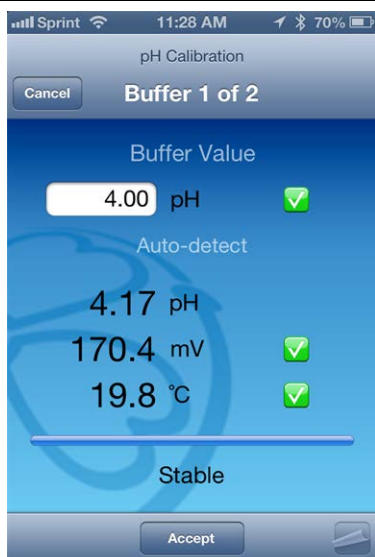 Sprint 11:28 AM 70%
pH Calibration
Cancel Buffer 1 of 2
Buffer Value
4.00 pH
Auto-detect
4.17 pH
170.4 mV
19.8 °C
Stable
Accept